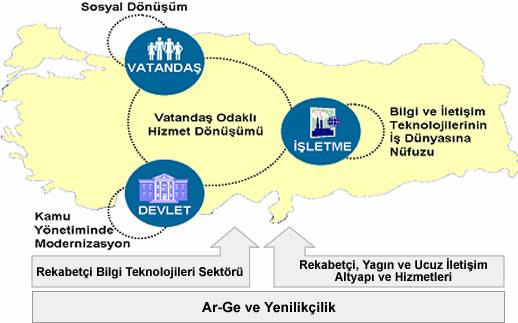 Sosyal Dönüşüm
VATANDAŞ
Vatandaş Odaklı
Hizmet Dönüşümü
İŞLETME
Bilgi ve İletişim
Teknolojilerinin
İş Dünyasına
Nüfuzu
DEVLET
Kamu
Yönetiminde
Modernizasyon
Rekabetçi Bilgi Teknolojileri Sektörü
Rekabetçi, Yagın ve Ucuz İletişim
Altyapı ve Hizmetleri
Ar-Ge ve Yenilikçilik